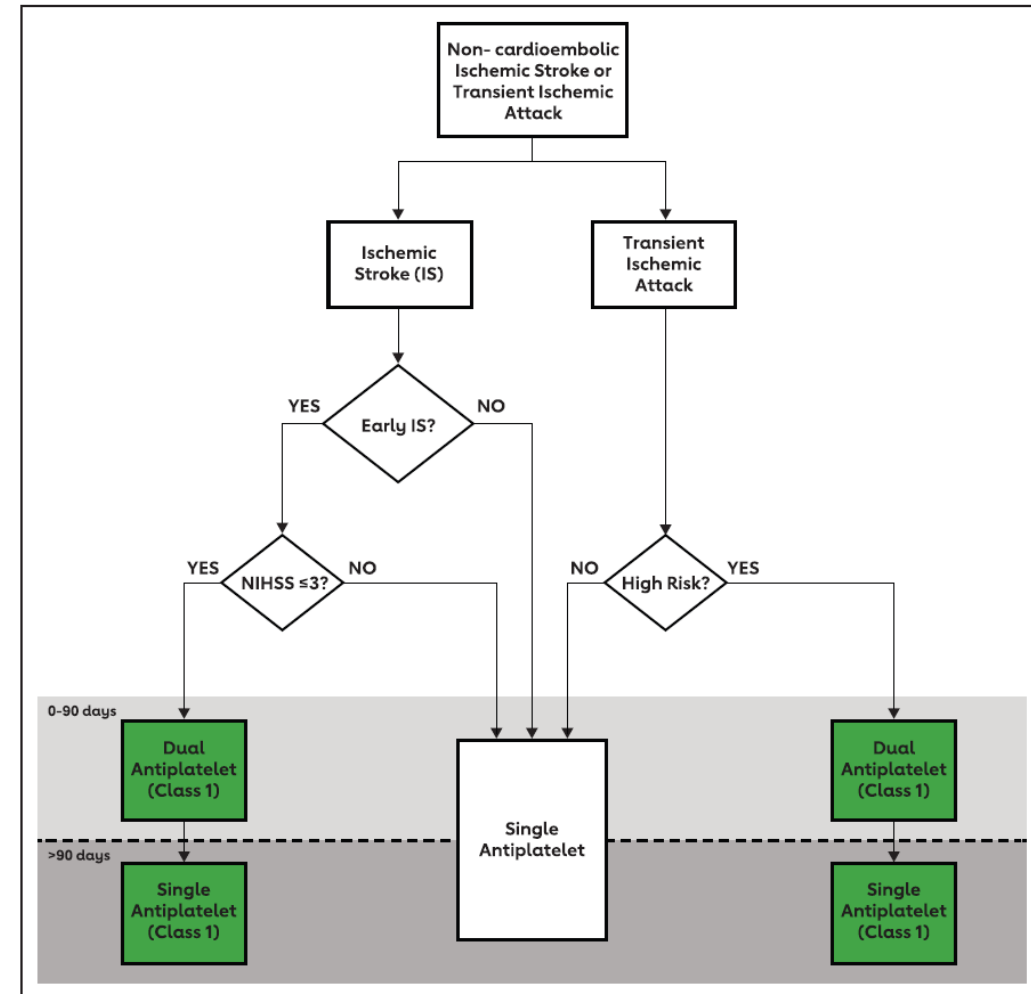 Non- cardioembolic
Ischemic Stroke or
Transient Ischemic
Attack
Ischemic
Stroke (IS)
Transient
Ischemic
Attack
YES
NO
Early IS?
YES
NO
NIHSS ≤3?
NO
YES
High Risk?
0-90 days
Dual
Antiplatelet
(Class 1)
Dual
Antiplatelet
(Class 1)
Single
Antiplatelet
>90 days
Single
Antiplatelet
(Class 1)
Single
Antiplatelet
(Class 1)